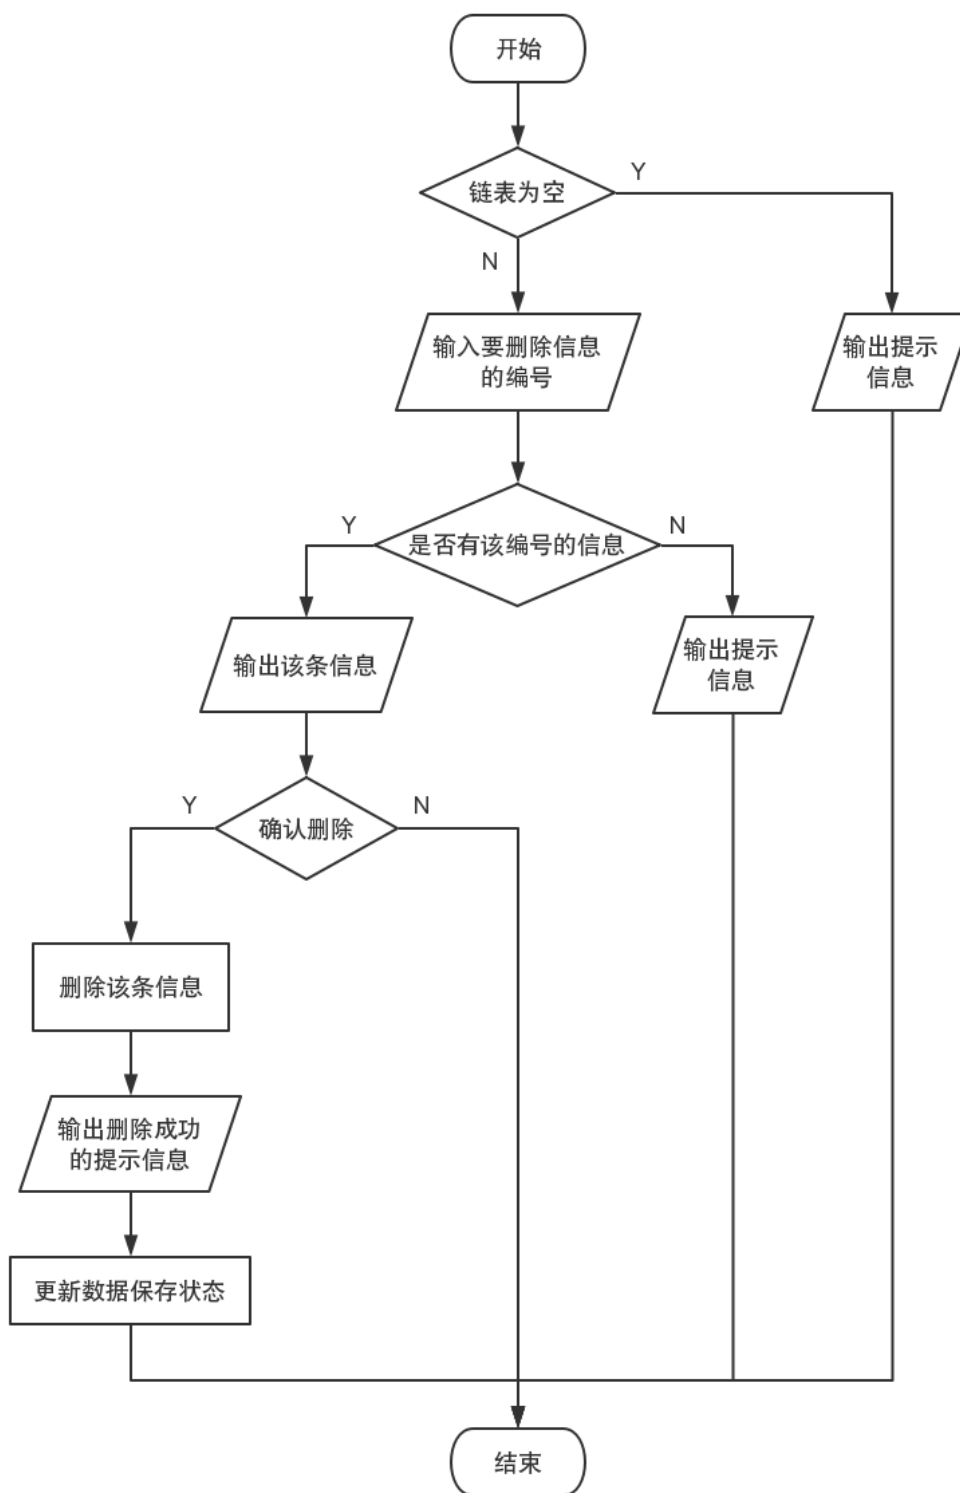 开始
链表为空
Y
N
输入要删除信息
的编号
输出提示
信息
是否有该编号的信息
Y
N
输出该条信息
输出提示
信息
确认删除
Y
N
删除该条信息
输出删除成功
的提示信息
更新数据保存状态
结束